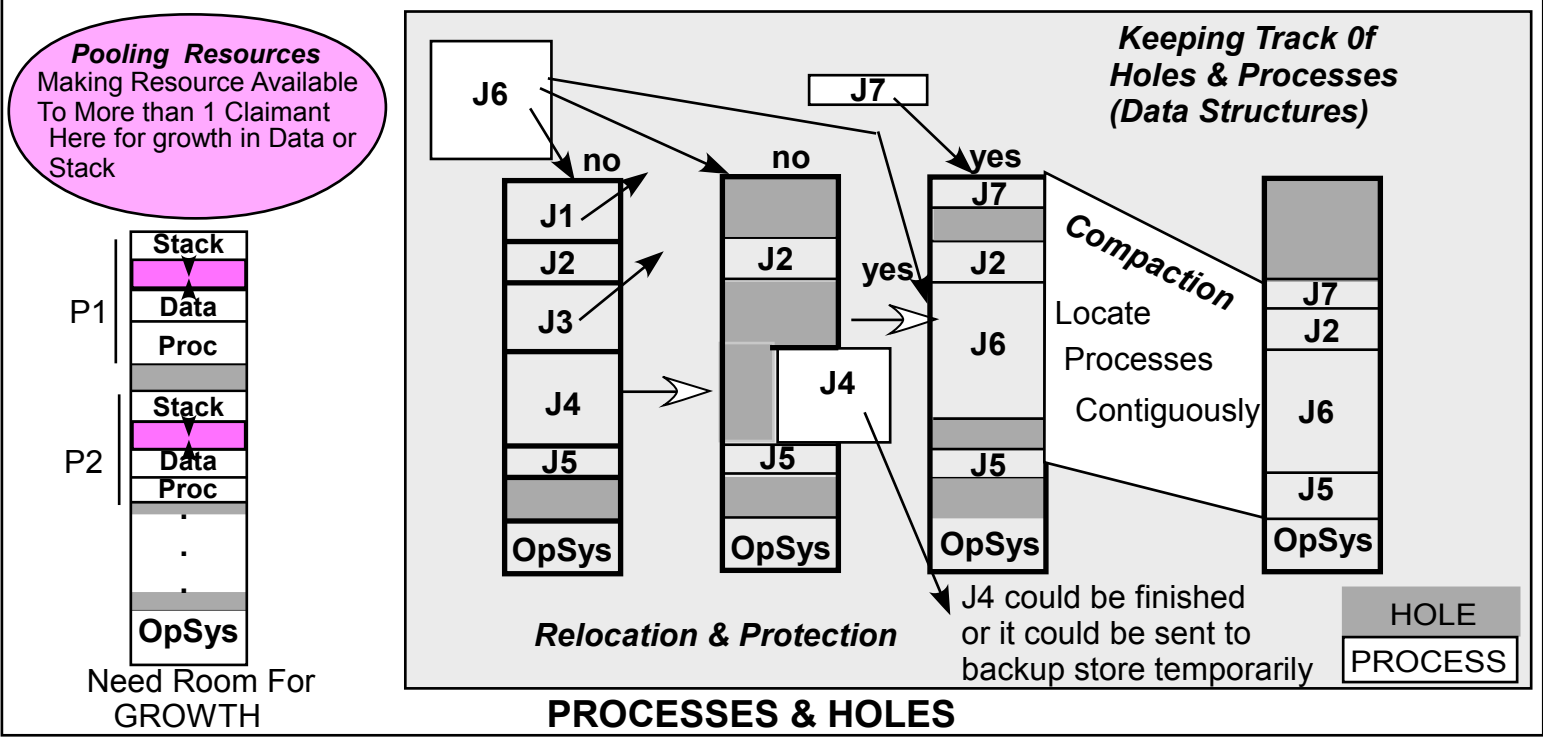 Pooling Resources
Making Resource Available
To More than 1 Claimant
Here for growth in Data or
Stack
Stack
Data
Proc
P1
Stack
Data
Proc
P2
.
.
.
OpSys
Need Room For
GROWTH
J6
no
J1
J2
J3
J4
J5
OpSys
no
J2
J4
J5
OpSys
J7
yes
yes
J7
J2
J6
J5
OpSys
Keeping Track 0f
Holes & Processes
(Data Structures)
Compaction
Locate
Processes
Contiguously
J7
J2
J6
J5
OpSys
Relocation & Protection
J4 could be finished
or it could be sent to
backup store temporarily
HOLE
PROCESS
PROCESSES & HOLES